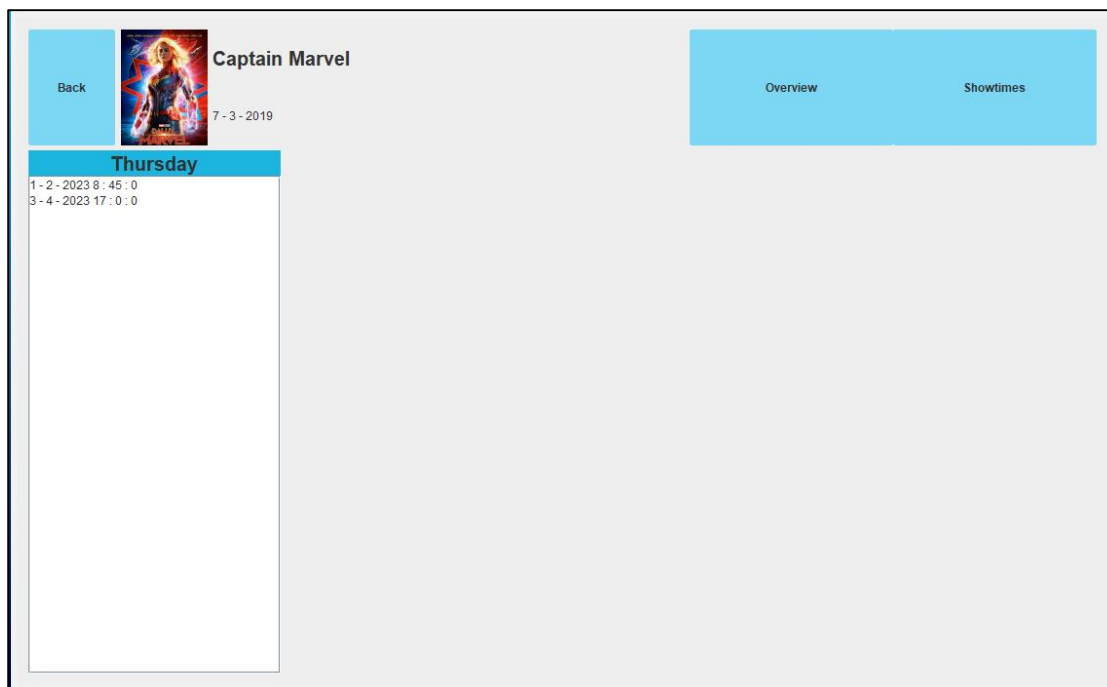 Back
Captain Marvel
7 - 3 - 2019
Overview
Showtimes
Thursday
1 - 2 - 2023 8 : 45 : 0
3 - 4 - 2023 17 : 0 : 0
MARVEL